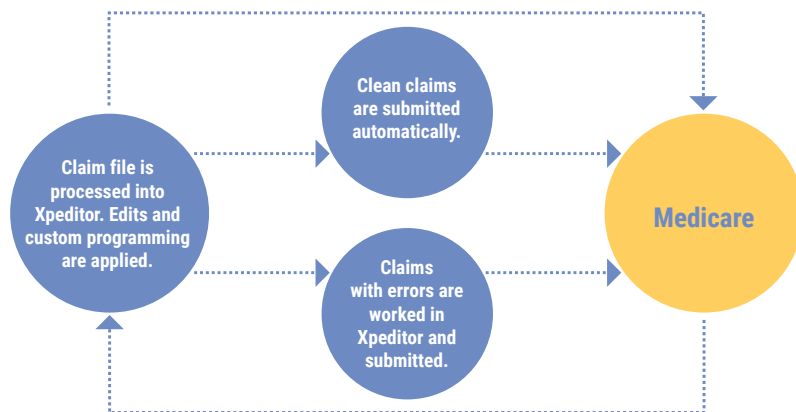 Claim file is
processed into
Xpeditor. Edits and
custom programming
are applied.
Clean claims
are submitted
automatically.
Claims
with errors are
worked in
Xpeditor and
submitted.
Medicare